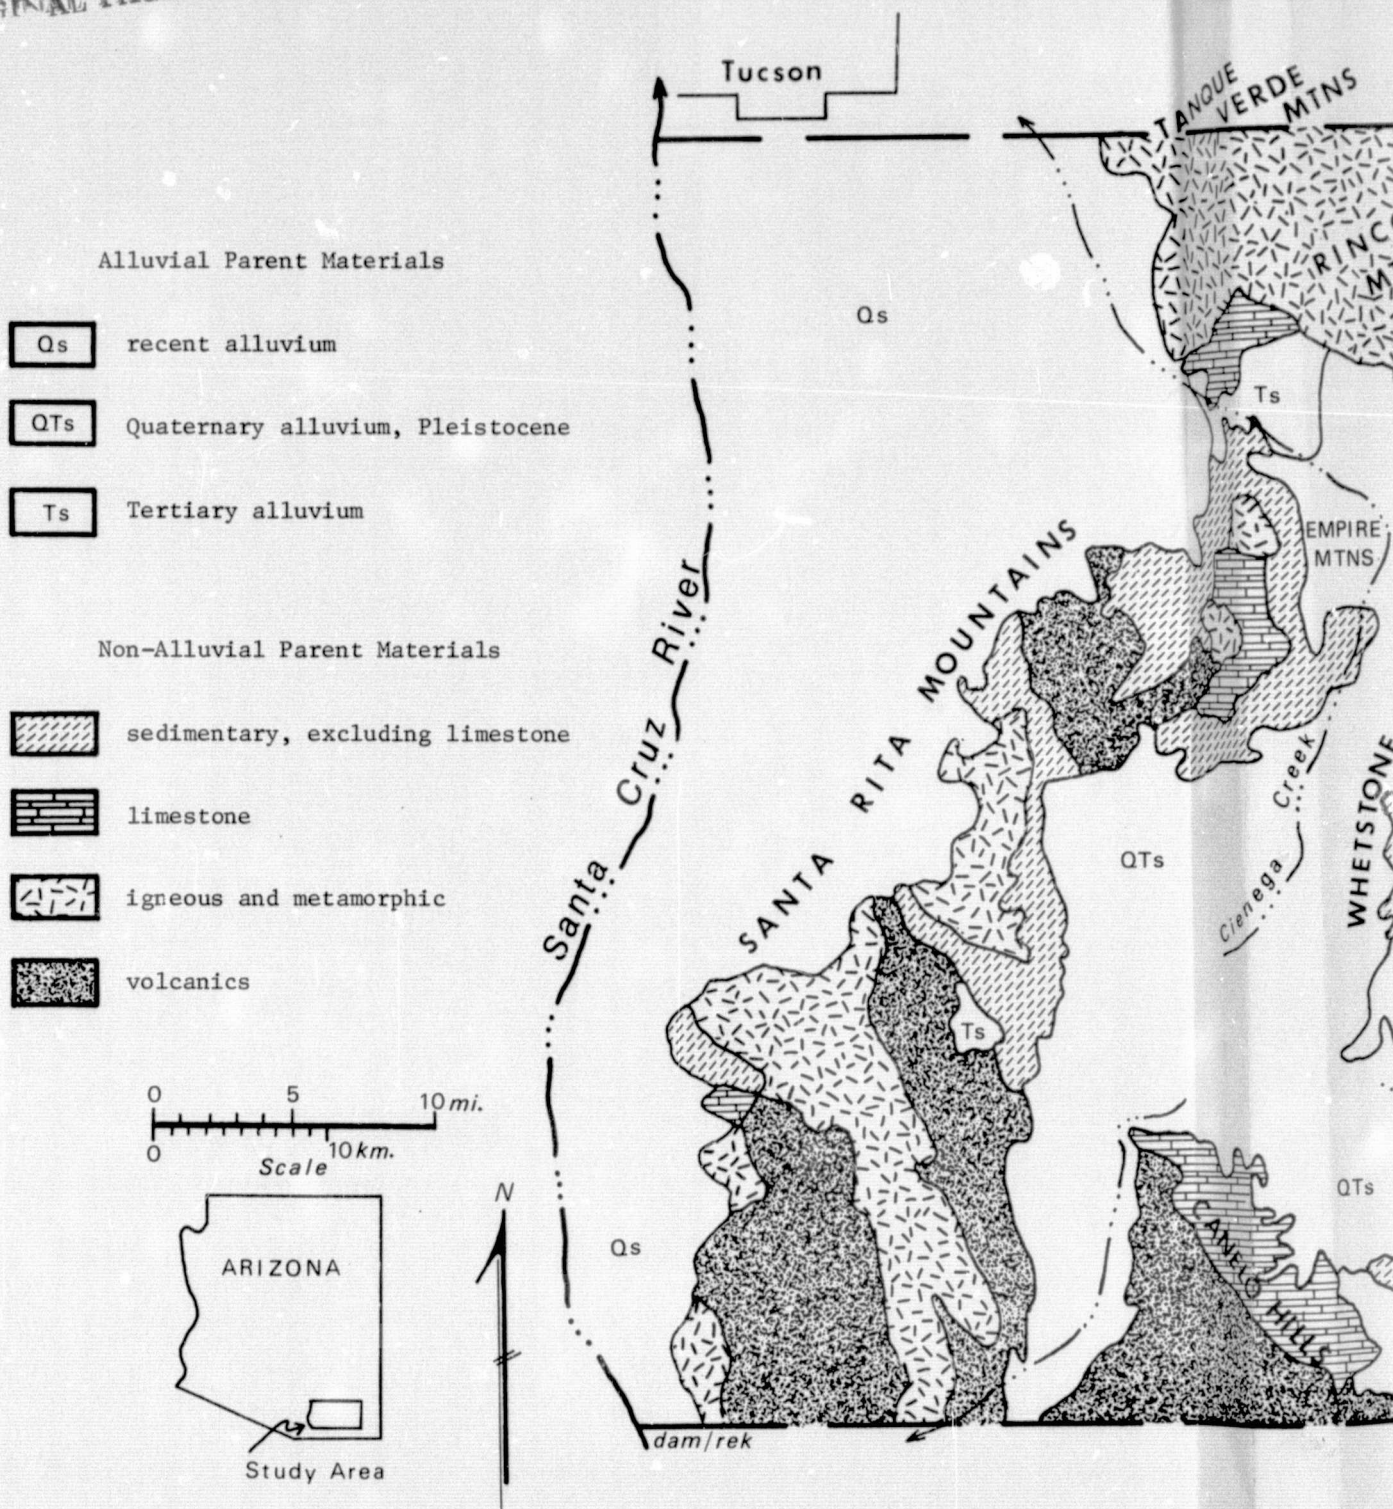 Tucson
TANQUE
VERDE
MTNS
Alluvial Parent Materials
Qs
recent alluvium
QTs
Quaternary alluvium, Pleistocene
Ts
Tertiary alluvium
Non-Alluvial Parent Materials
sedimentary, excluding limestone
limestone
igneous and metamorphic
volcanics
0 5 10 mi.
0 10 km.
Scale
N
ARIZONA
Study Area
Qs
Ts
EMPIRE
MTNS
SANTA RITA MOUNTAINS
Santa Cruz River
QTs
Cienega Creek
WHETSTONE
Ts
QTs
Qs
CANELO HILLS
dam/rek